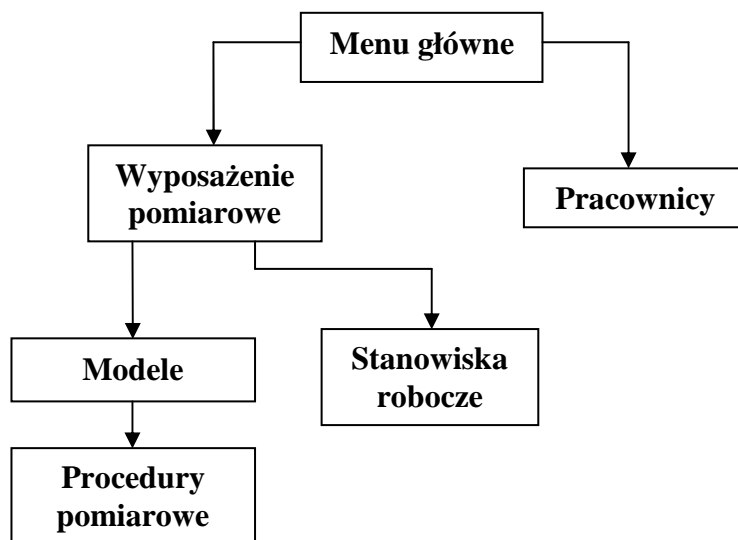 Menu główne
Wyposażenie
pomiarowe
Pracownicy
Modele
Stanowiska
robocze
Procedury
pomiarowe